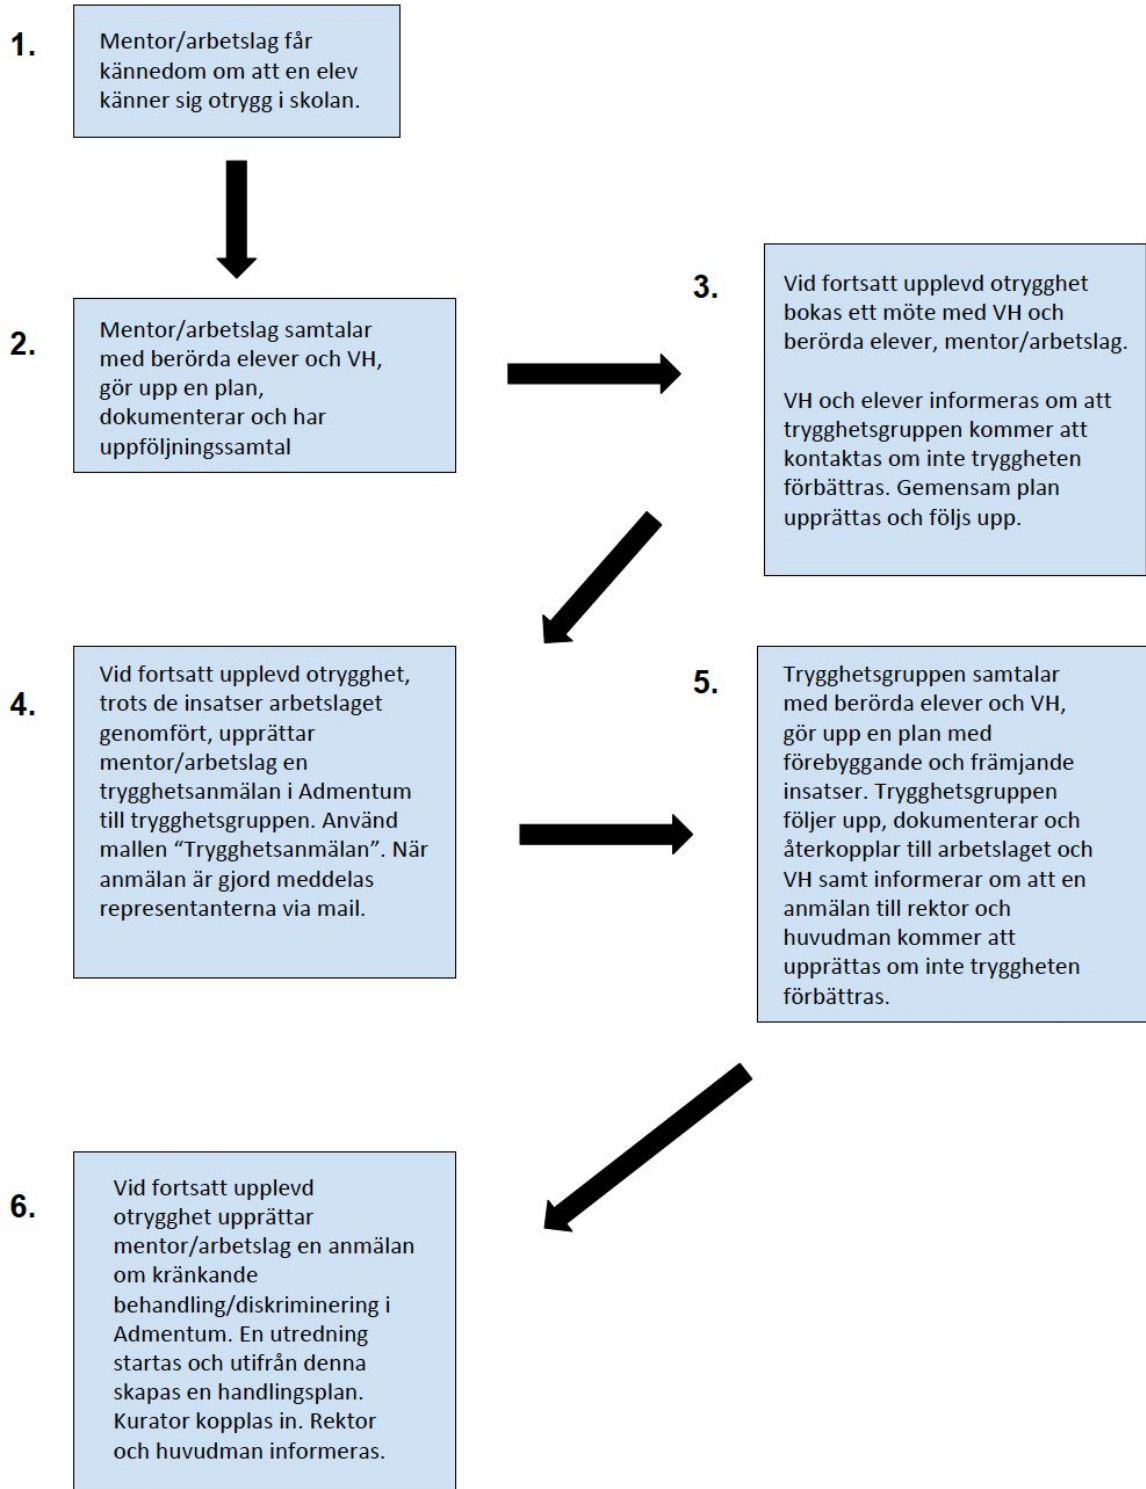 1.
Mentor/arbetslag får
kännedom om att en elev
känner sig otrygg i skolan.
2.
Mentor/arbetslag samtalar
med berörda elever och VH,
gör upp en plan,
dokumenterar och har
uppföljningssamtal
3.
Vid fortsatt upplevd otrygghet
bokas ett möte med VH och
berörda elever, mentor/arbetslag.
VH och elever informeras om att
trygghetsgruppen kommer att
kontaktas om inte tryggheten
förbättras. Gemensam plan
upprättas och följs upp.
4.
Vid fortsatt upplevd otrygghet,
trots de insatser arbetslaget
genomfört, upprättar
mentor/arbetslag en
trygghetsanmälan i Admentum
till trygghetsgruppen. Använd
mallen “Trygghetsanmälan”. När
anmälan är gjord meddelas
representanterna via mail.
5.
Trygghetsgruppen samtalar
med berörda elever och VH,
gör upp en plan med
förebyggande och främjande
insatser. Trygghetsgruppen
följer upp, dokumenterar och
återkopplar till arbetslaget och
VH samt informerar om att en
anmälan till rektor och
huvudman kommer att
upprättas om inte tryggheten
förbättras.
6.
Vid fortsatt upplevd
otrygghet upprättar
mentor/arbetslag en anmälan
om kränkande
behandling/diskriminering i
Admentum. En utredning
startas och utifrån denna
skapas en handlingsplan.
Kurator kopplas in. Rektor
och huvudman informeras.